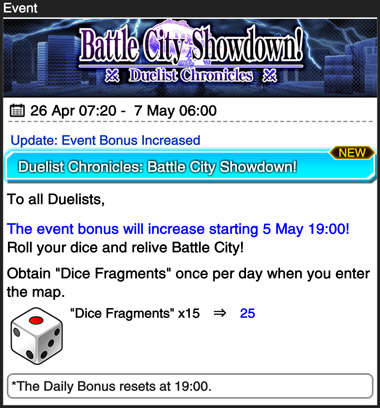 Event
Battle City Showdown!
Duelist Chronicles
26 Apr 07:20 - 7 May 06:00
Update: Event Bonus Increased
NEW
Duelist Chronicles: Battle City Showdown!
To all Duelists,
The event bonus will increase starting 5 May 19:00!
Roll your dice and relive Battle City!
Obtain "Dice Fragments" once per day when you enter
the map.
"Dice Fragments" x15 ⇒ 25
*The Daily Bonus resets at 19:00.